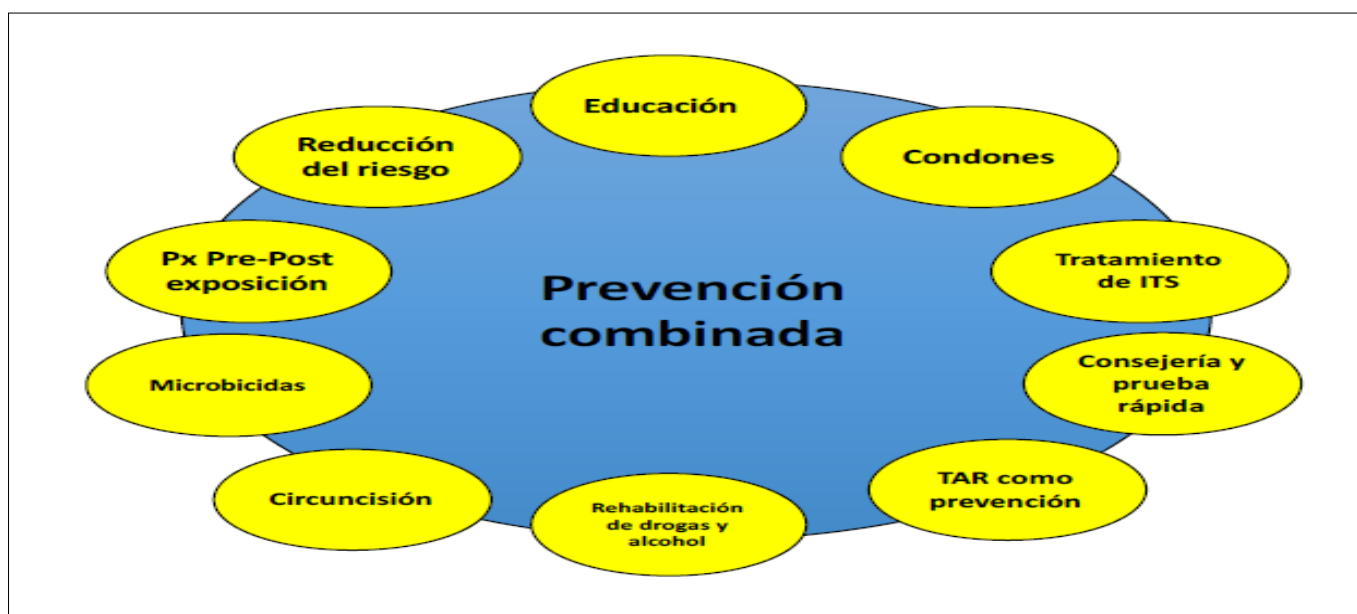 Educación
Reducción
del riesgo
Condones
Px Pre-Post
exposición
Tratamiento
de ITS
Prevención
combinada
Microbicidas
Consejería y
prueba
rápida
Circuncisión
TAR como
prevención
Rehabilitación
de drogas y
alcohol